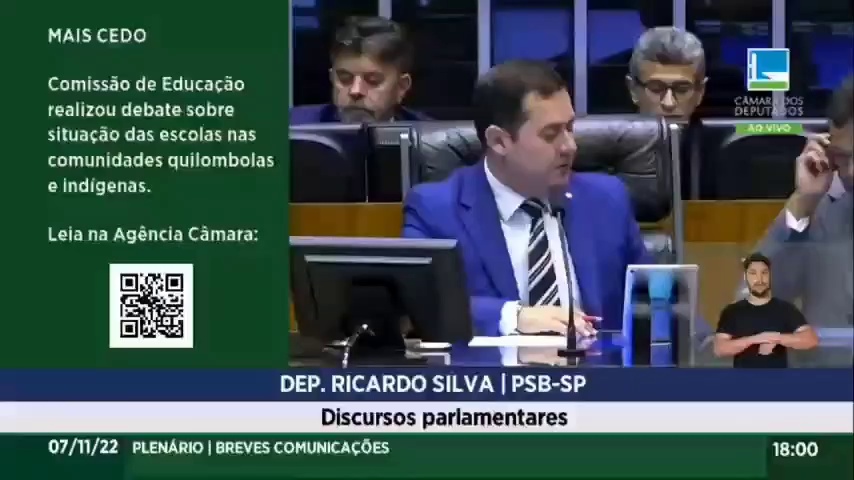 MAIS CEDO
Comissão de Educação
realizou debate sobre
situação das escolas nas
comunidades quilombolas
e indígenas.
Leia na Agência Câmara:
CÂMARA DOS
DEPUTADOS
AO VIVO
DEP. RICARDO SILVA | PSB-SP
Discursos parlamentares
07/11/22 PLENÁRIO | BREVES COMUNICAÇÕES 18:00